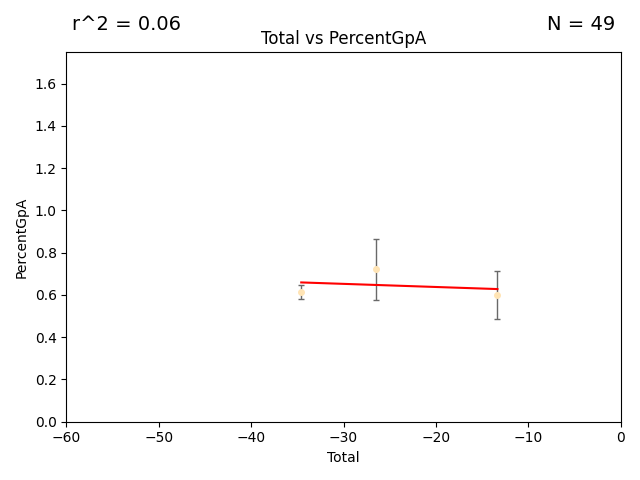 r^2 = 0.06
N = 49
Total vs PercentGpA
1.6
1.4
1.2
1.0
0.8
0.6
0.4
0.2
0.0
PercentGpA
−60 −50 −40 −30 −20 −10 0
Total